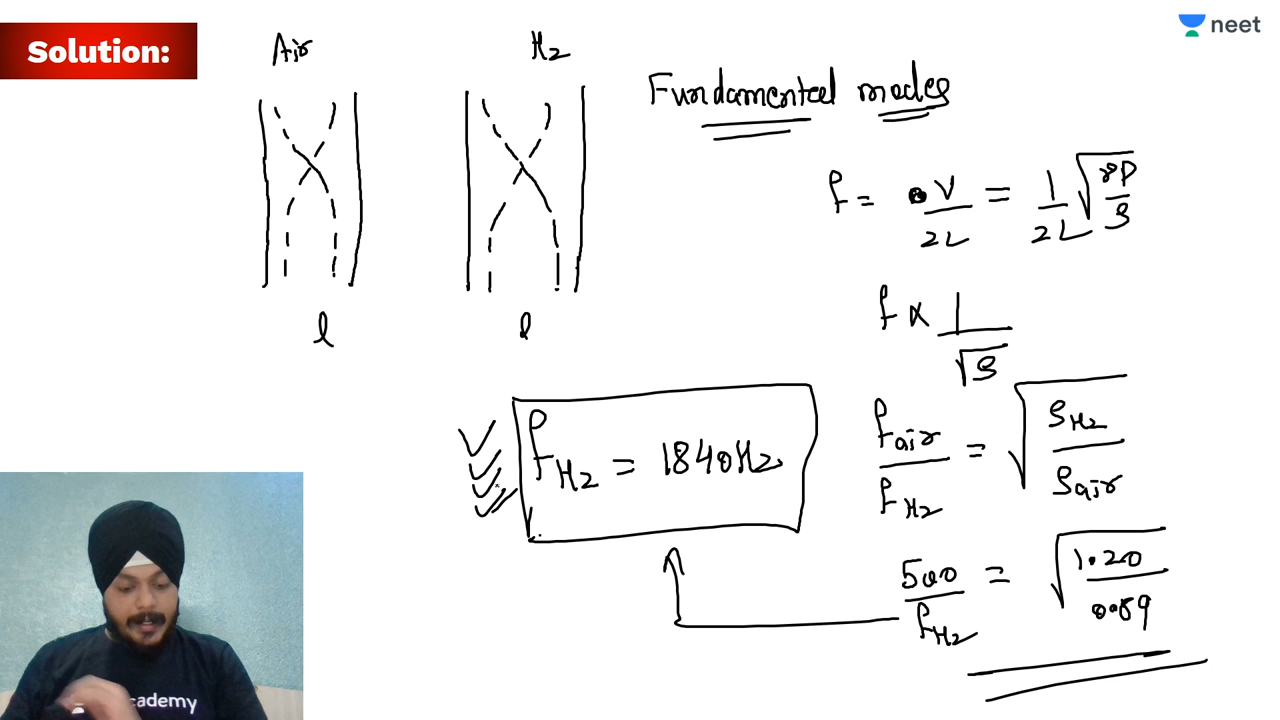 Solution:
neet
Air
H₂
Fundamental modes
f = V/2L = 1/2L √(γP/ρ)
f ∝ 1/√ρ
l
l
f_air/f_H₂ = √(ρ_H₂/ρ_air)
f_H₂ = 1840Hz
500/f_H₂ = √(1.20/0.089)
cademy